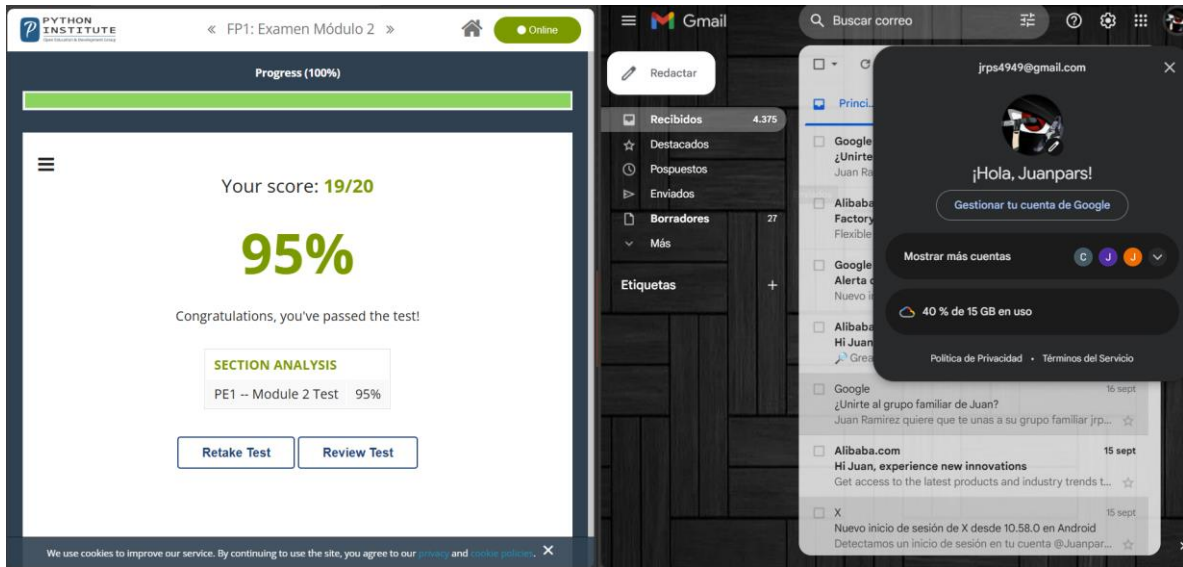 PYTHON
INSTITUTE
Open Education & Development Group
« FP1: Examen Módulo 2 »
Online
Progress (100%)
Your score: 19/20
95%
Congratulations, you've passed the test!
SECTION ANALYSIS
PE1 -- Module 2 Test 95%
Retake Test
Review Test
We use cookies to improve our service. By continuing to use the site, you agree to our privacy and cookie policies. ✕
Gmail
Buscar correo
Redactar
Recibidos 4.375
Destacados
Pospuestos
Enviados
Borradores 27
Más
Etiquetas +
Princi...
Google
¿Unirte
Juan Ra
Alibaba
Factory
Flexible
Google
Alerta
Nuevo
Alibaba
Hi Juan
Grea
jrps4949@gmail.com
¡Hola, Juanpars!
Gestionar tu cuenta de Google
Mostrar más cuentas C J J
40 % de 15 GB en uso
Política de Privacidad • Términos del Servicio
Google 16 sept
¿Unirte al grupo familiar de Juan?
Juan Ramirez quiere que te unas a su grupo familiar jrp...
Alibaba.com 15 sept
Hi Juan, experience new innovations
Get access to the latest products and industry trends t...
X 15 sept
Nuevo inicio de sesión de X desde 10.58.0 en Android
Detectamos un inicio de sesión en tu cuenta @Juanpar...